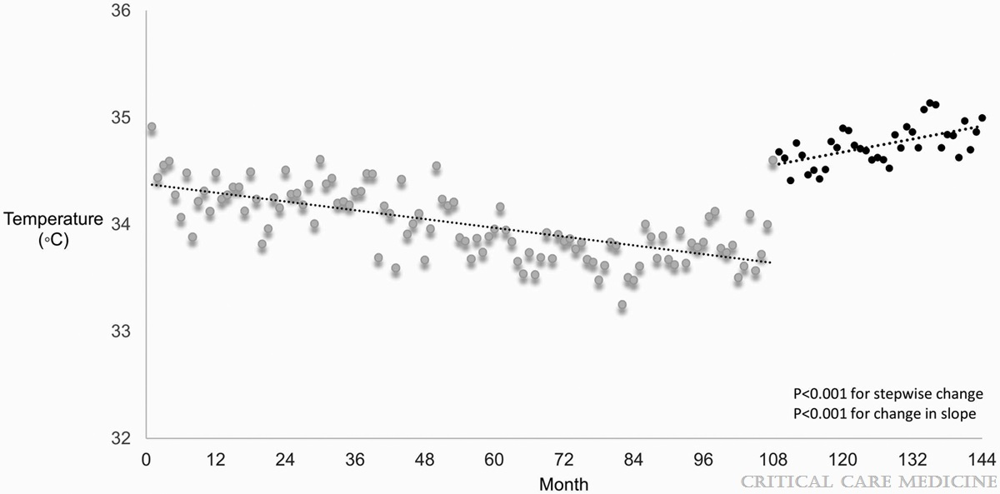 36
35
34
33
32
Temperature
(∘C)
P<0.001 for stepwise change
P<0.001 for change in slope
0 12 24 36 48 60 72 84 96 108 120 132 144
Month
CRITICAL CARE MEDICINE